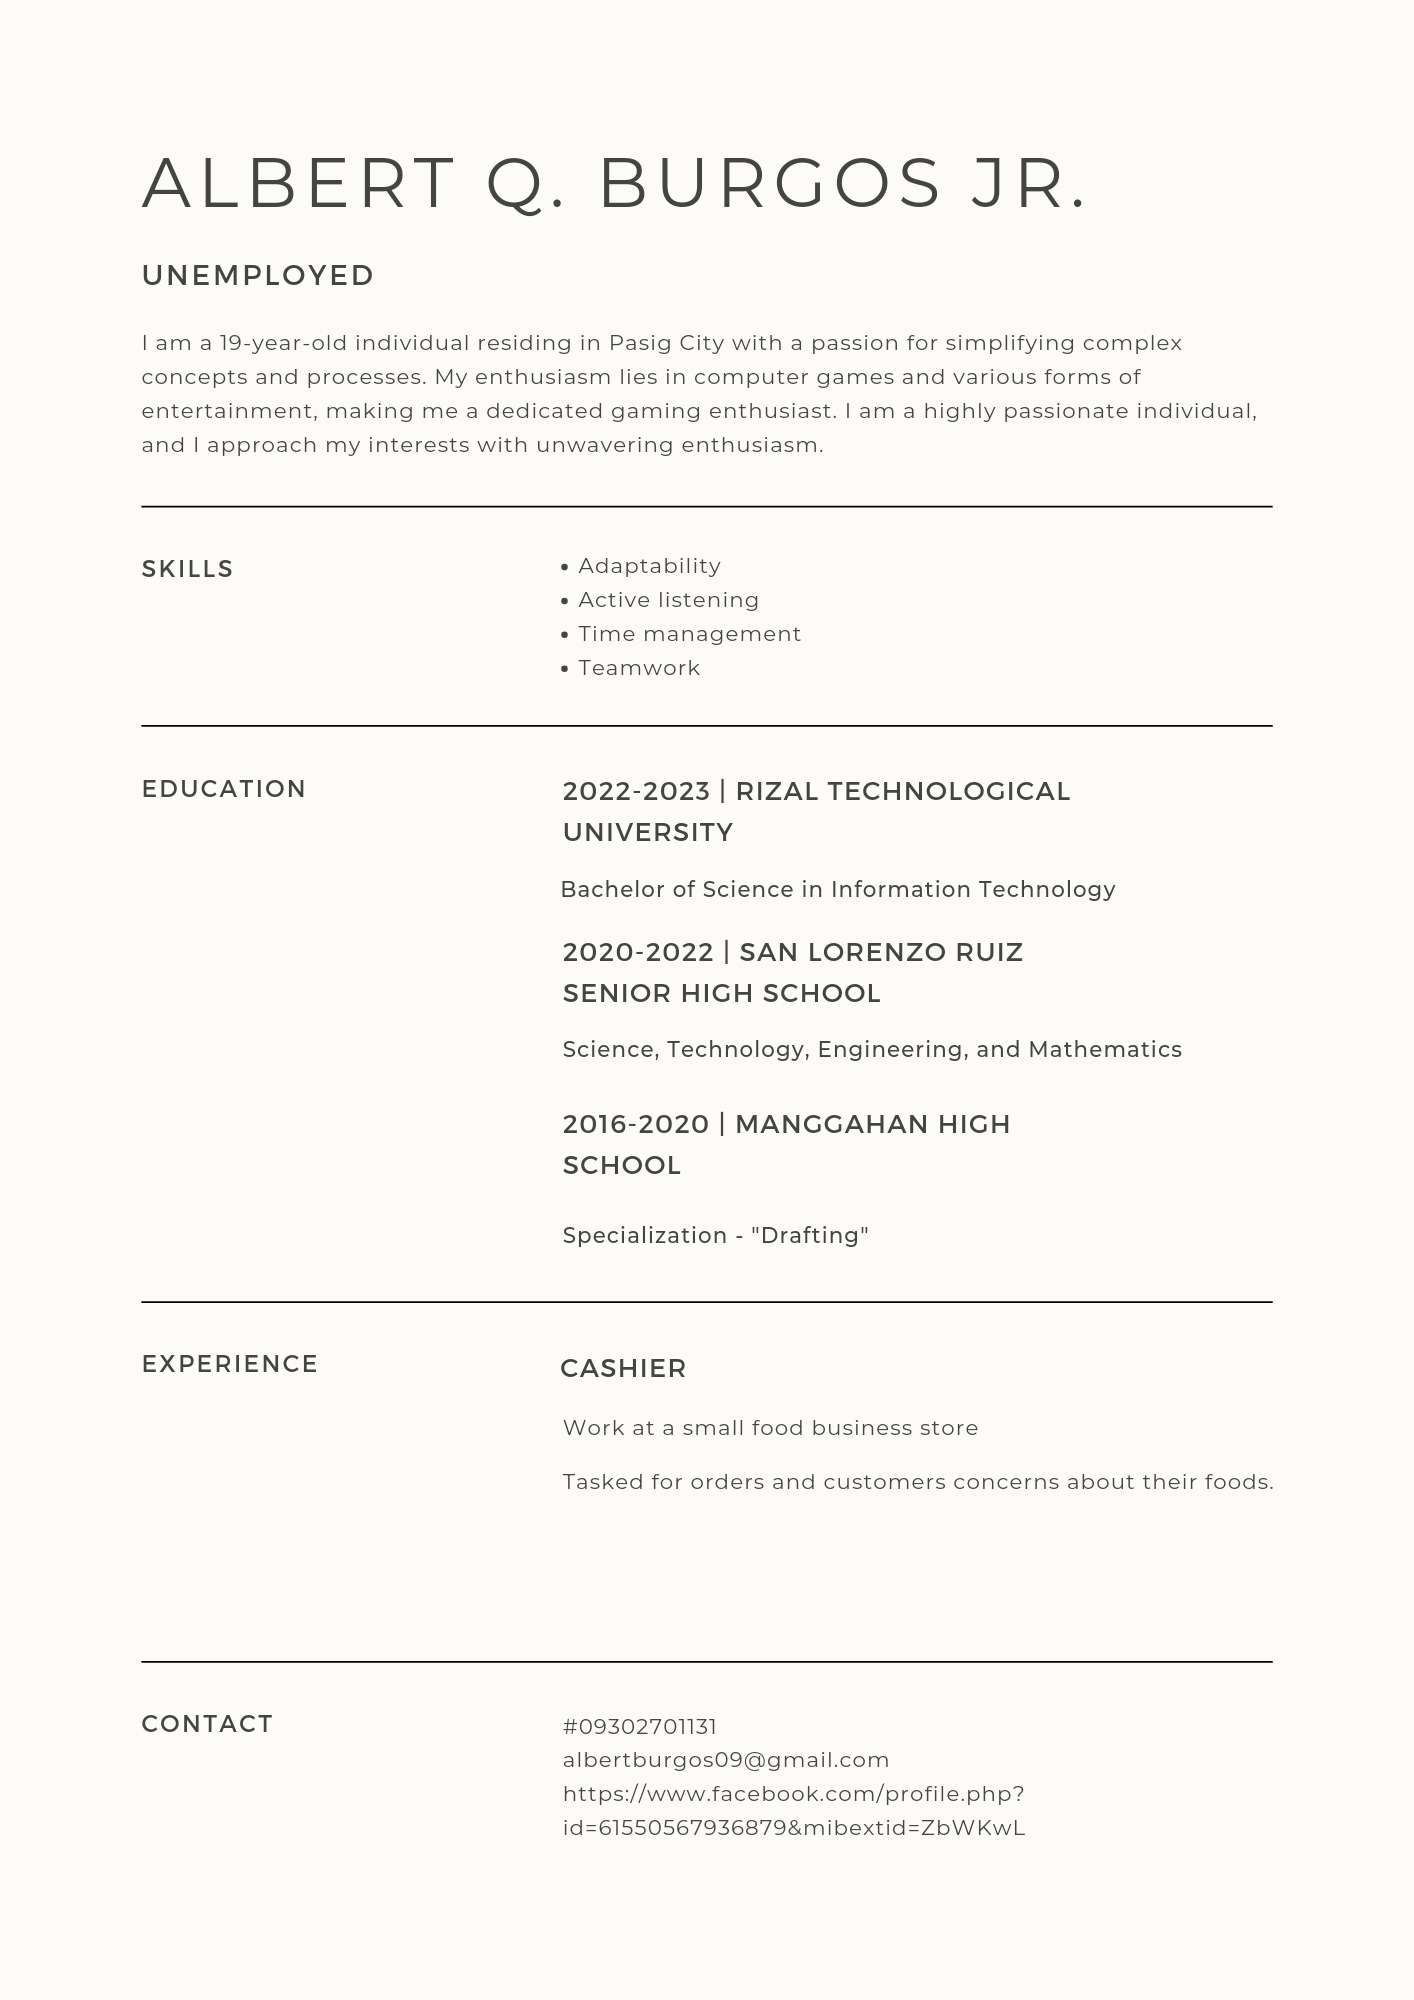 ALBERT Q. BURGOS JR.
UNEMPLOYED
I am a 19-year-old individual residing in Pasig City with a passion for simplifying complex
concepts and processes. My enthusiasm lies in computer games and various forms of
entertainment, making me a dedicated gaming enthusiast. I am a highly passionate individual,
and I approach my interests with unwavering enthusiasm.
SKILLS
• Adaptability
• Active listening
• Time management
• Teamwork
EDUCATION
2022-2023 | RIZAL TECHNOLOGICAL
UNIVERSITY
Bachelor of Science in Information Technology
2020-2022 | SAN LORENZO RUIZ
SENIOR HIGH SCHOOL
Science, Technology, Engineering, and Mathematics
2016-2020 | MANGGAHAN HIGH
SCHOOL
Specialization - "Drafting"
EXPERIENCE
CASHIER
Work at a small food business store
Tasked for orders and customers concerns about their foods.
CONTACT
#09302701131
albertburgos09@gmail.com
https://www.facebook.com/profile.php?
id=61550567936879&mibextid=ZbWKwL